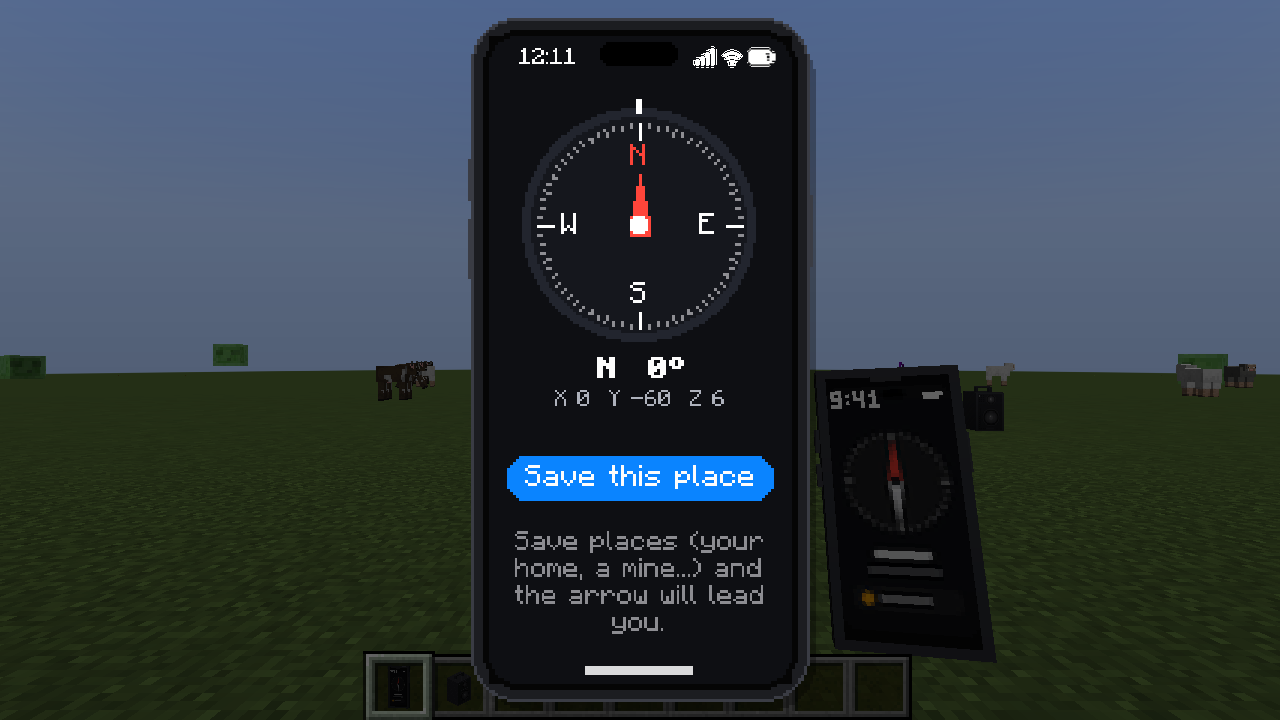 12:11
N
W E
S
N 0°
X 0 Y -60 Z 6
Save this place
Save places (your
home, a mine...) and
the arrow will lead
you.
9:41